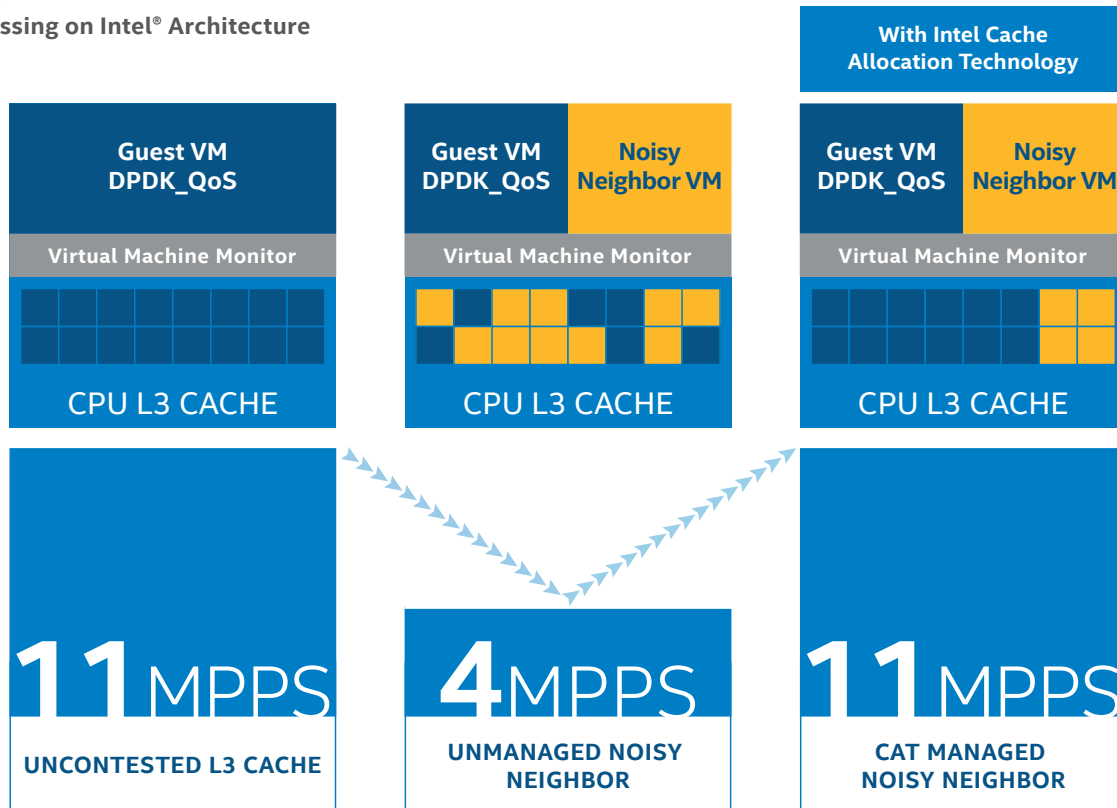 ssing on Intel® Architecture
With Intel Cache
Allocation Technology
Guest VM
DPDK_QoS
Virtual Machine Monitor
CPU L3 CACHE
11MPPS
UNCONTESTED L3 CACHE
Guest VM
DPDK_QoS
Noisy
Neighbor VM
Virtual Machine Monitor
CPU L3 CACHE
4MPPS
UNMANAGED NOISY
NEIGHBOR
Guest VM
DPDK_QoS
Noisy
Neighbor VM
Virtual Machine Monitor
CPU L3 CACHE
11MPPS
CAT MANAGED
NOISY NEIGHBOR